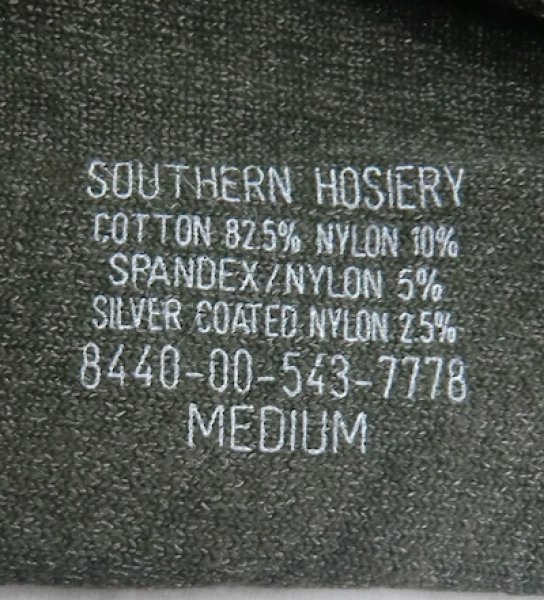 SOUTHERN HOSIERY
COTTON 82.5% NYLON 10%
SPANDEX/NYLON 5%
SILVER COATED NYLON 2.5%
8440-00-543-7778
MEDIUM